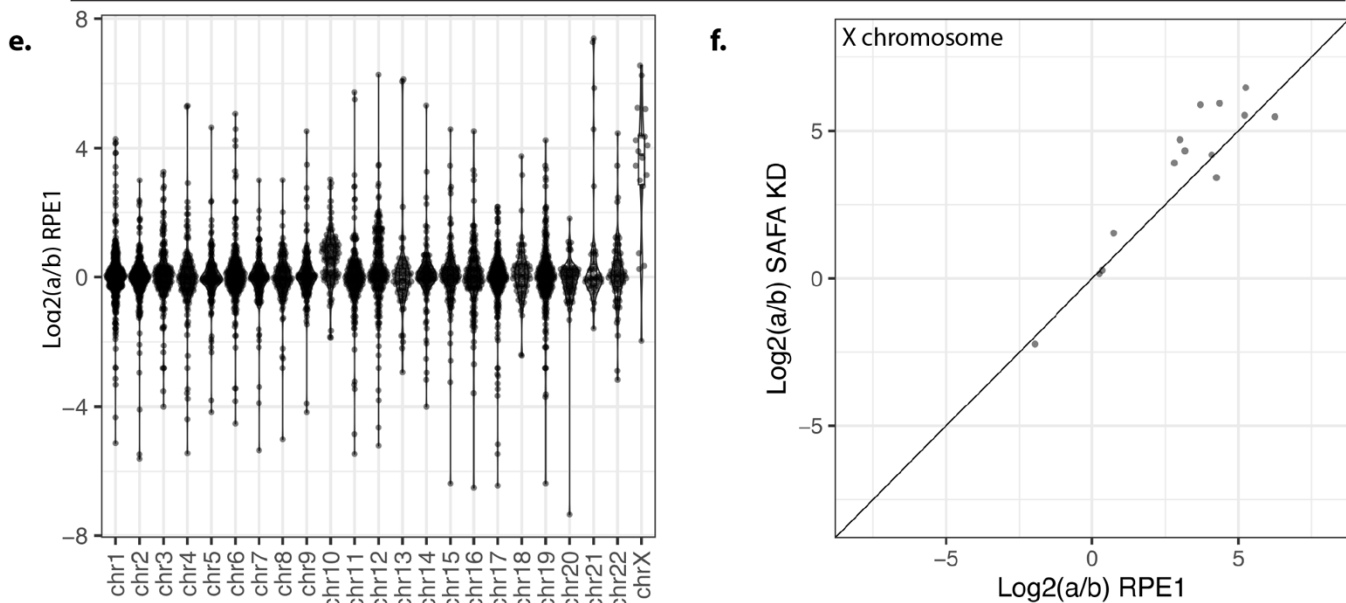 e.
8
4
0
−4
−8
Log2(a/b) RPE1
chr1
chr2
chr3
chr4
chr5
chr6
chr7
chr8
chr9
chr10
chr11
chr12
chr13
chr14
chr15
chr16
chr17
chr18
chr19
chr20
chr21
chr22
chrX
f.
X chromosome
5
0
−5
Log2(a/b) SAFA KD
−5
0
5
Log2(a/b) RPE1